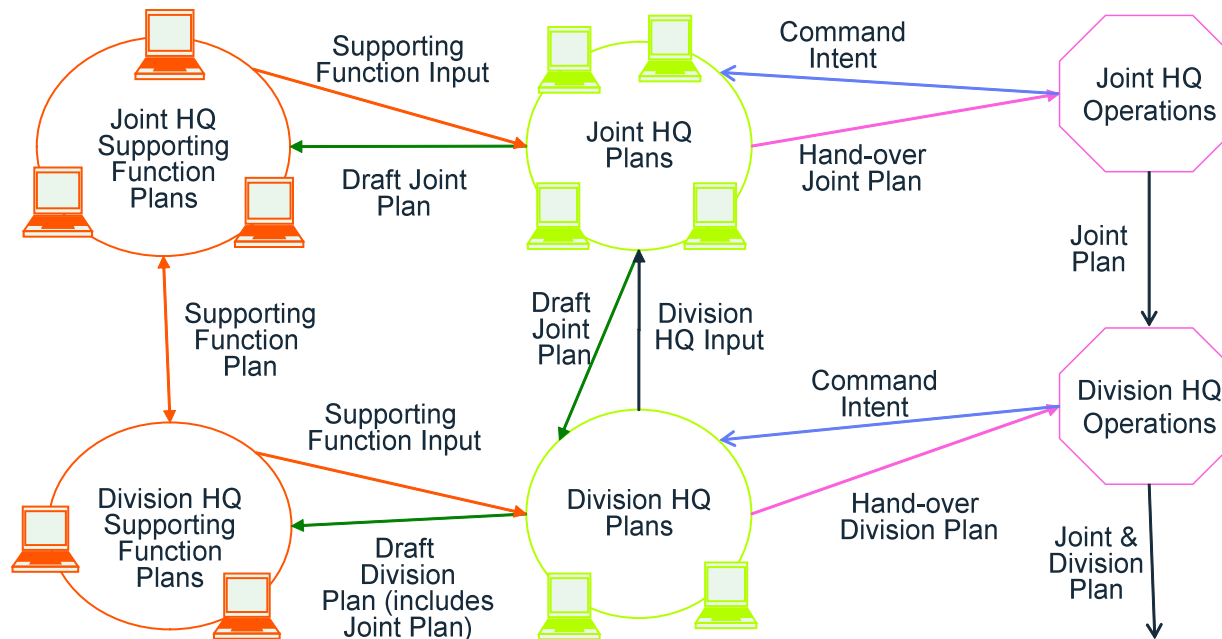 Supporting
Function Input
Command
Intent
Joint HQ
Supporting
Function
Plans
Joint HQ
Plans
Joint HQ
Operations
Draft Joint
Plan
Hand-over
Joint Plan
Joint
Plan
Supporting
Function
Plan
Draft
Joint
Plan
Division
HQ Input
Command
Intent
Division HQ
Operations
Supporting
Function Input
Division HQ
Supporting
Function
Plans
Division HQ
Plans
Hand-over
Division Plan
Draft
Division
Plan (includes
Joint Plan)
Joint &
Division
Plan